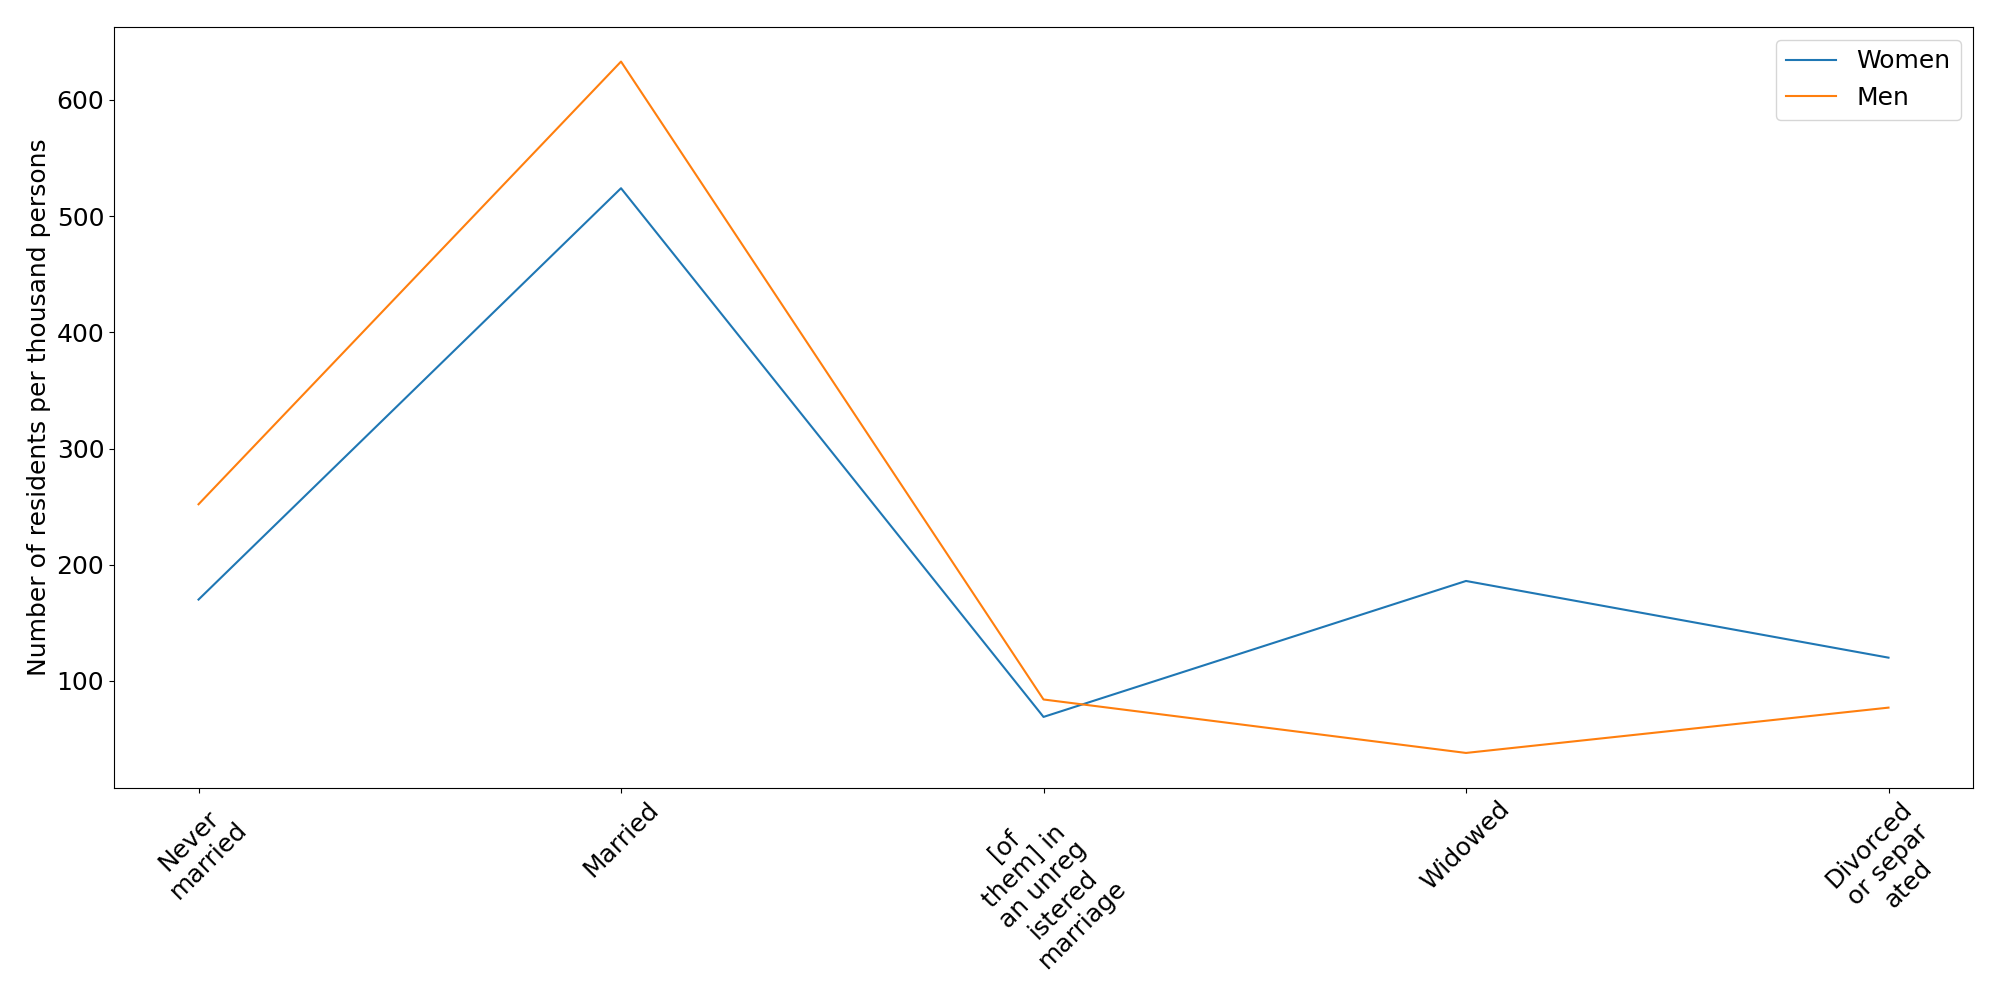 Women
Men
Number of residents per thousand persons
600
500
400
300
200
100
Never
married
Married
[of
them] in
an unreg
istered
marriage
Widowed
Divorced
or separ
ated